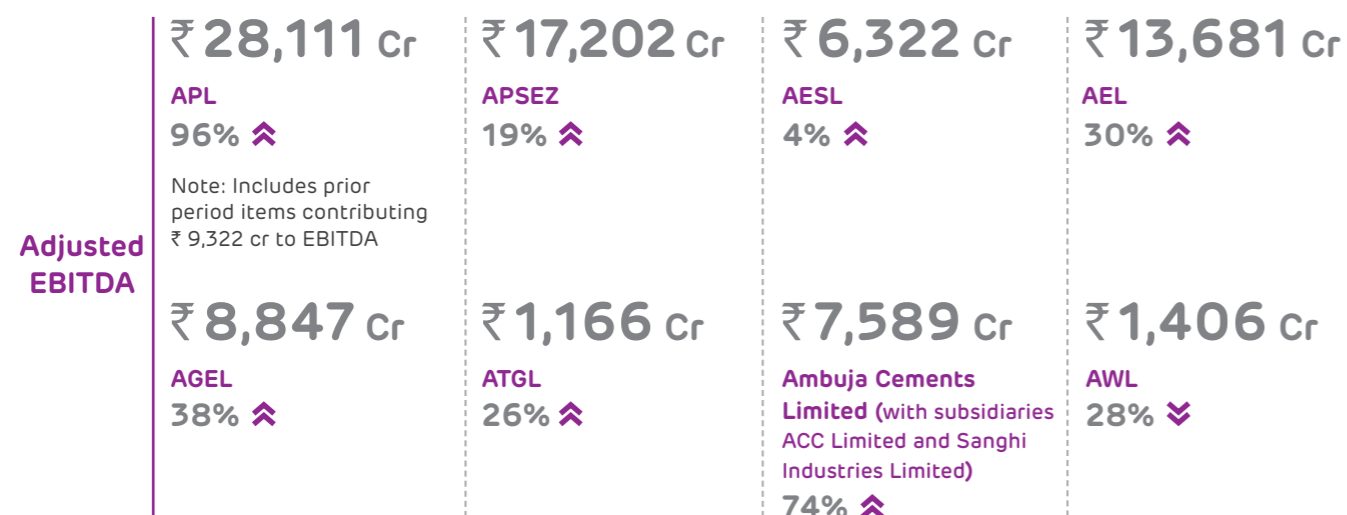 Adjusted
EBITDA
₹ 28,111 Cr
APL
96%
Note: Includes prior
period items contributing
₹ 9,322 cr to EBITDA
₹ 17,202 Cr
APSEZ
19%
₹ 6,322 Cr
AESL
4%
₹ 13,681 Cr
AEL
30%
₹ 8,847 Cr
AGEL
38%
₹ 1,166 Cr
ATGL
26%
₹ 7,589 Cr
Ambuja Cements
Limited (with subsidiaries
ACC Limited and Sanghi
Industries Limited)
74%
₹ 1,406 Cr
AWL
28%